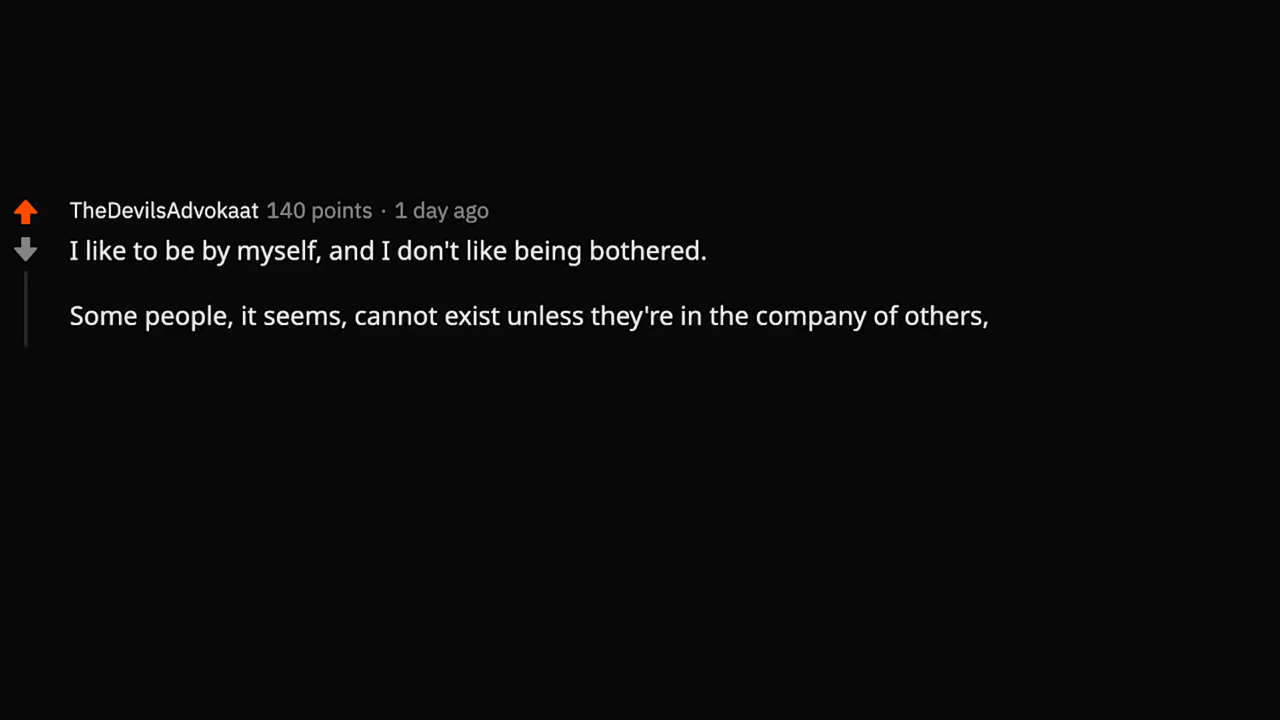 TheDevilsAdvokaat 140 points · 1 day ago
I like to be by myself, and I don't like being bothered.
Some people, it seems, cannot exist unless they're in the company of others,